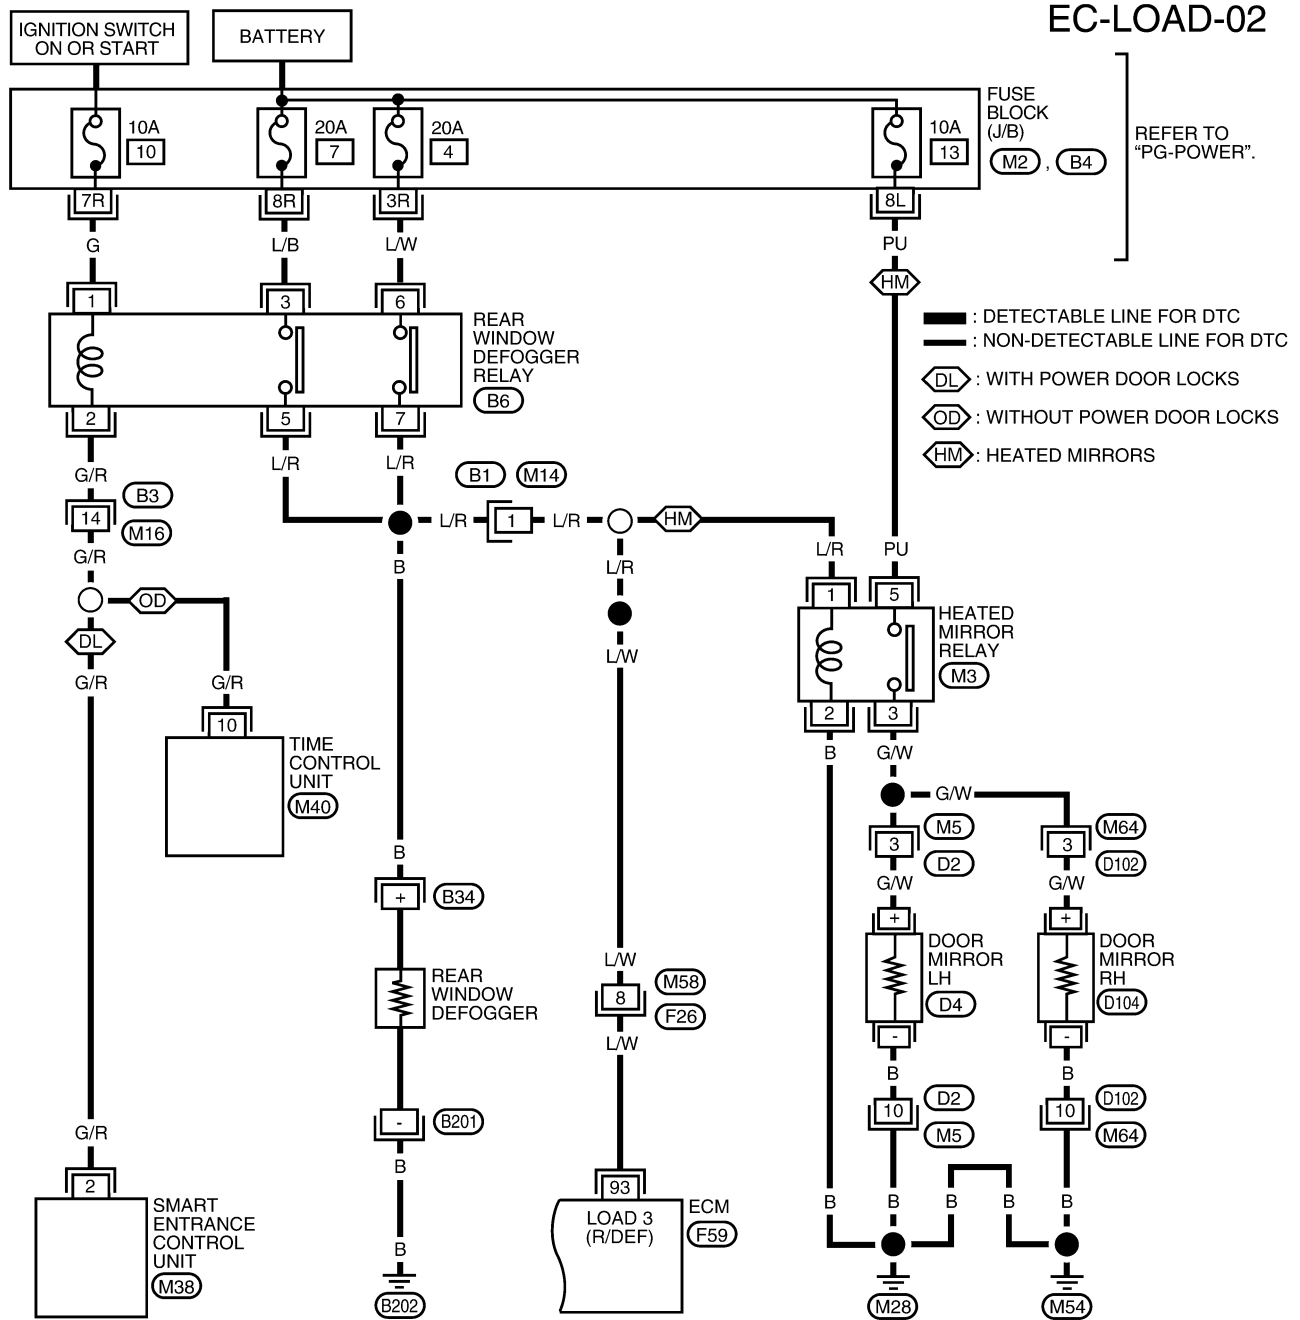 EC-LOAD-02
IGNITION SWITCH
ON OR START
BATTERY
10A
10
20A
7
20A
4
10A
13
FUSE
BLOCK
(J/B)
M2 , B4
REFER TO
“PG-POWER”.
7R
8R
3R
8L
G
L/B
L/W
PU
HM
1
3
6
REAR
WINDOW
DEFOGGER
RELAY
B6
: DETECTABLE LINE FOR DTC
: NON-DETECTABLE LINE FOR DTC
DL : WITH POWER DOOR LOCKS
OD : WITHOUT POWER DOOR LOCKS
HM : HEATED MIRRORS
2
5
7
G/R
L/R
L/R
B3
14
M16
G/R
B1
M14
L/R
1
L/R
HM
B
L/R
L/R
PU
OD
DL
G/R
G/R
L/W
1
5
HEATED
MIRROR
RELAY
M3
2
3
10
TIME
CONTROL
UNIT
M40
B
G/W
G/W
B
+
B34
M5
3
D2
G/W
M64
3
D102
G/W
+
+
REAR
WINDOW
DEFOGGER
L/W
M58
8
F26
L/W
DOOR
MIRROR
LH
D4
DOOR
MIRROR
RH
D104
-
-
B
B
-
B201
B
D2
10
M5
D102
10
M64
G/R
2
93
B
B
B
B
B
SMART
ENTRANCE
CONTROL
UNIT
M38
B
B202
LOAD 3
(R/DEF)
ECM
F59
M28
M54